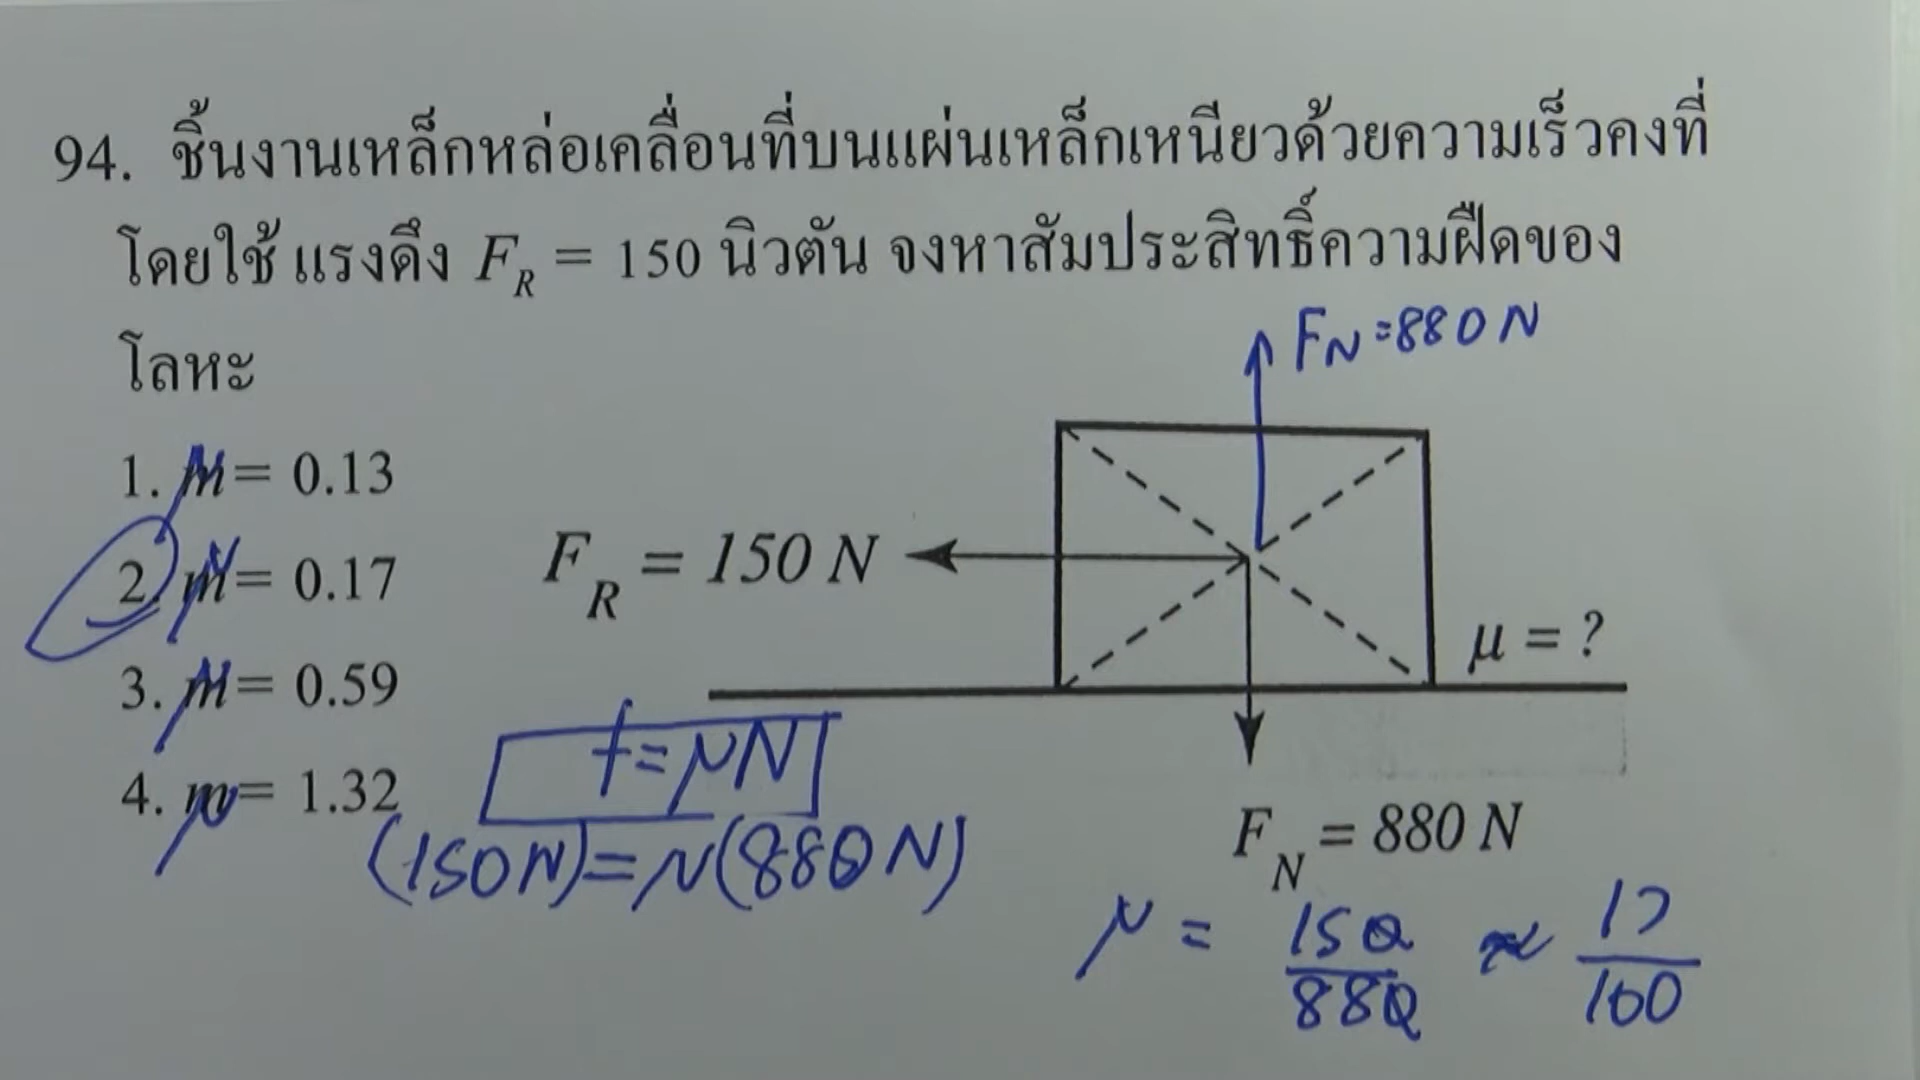 94. ชิ้นงานเหล็กหล่อเคลื่อนที่บนแผ่นเหล็กเหนียวด้วยความเร็วคงที่
โดยใช้ แรงดึง F_R = 150 นิวตัน จงหาสัมประสิทธิ์ความฝืดของ
โลหะ
F_N = 880 N
1. μ = 0.13
2. μ = 0.17
F_R = 150 N
μ = ?
3. μ = 0.59
4. μ = 1.32
f = μN
F_N = 880 N
(150 N) = μ(880 N)
μ = 150/880 ≈ 17/100